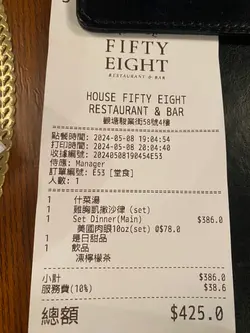 FIFTY
EIGHT
RESTAURANT & BAR
HOUSE FIFTY EIGHT
RESTAURANT & BAR
觀塘駿業街58號4樓
點餐時間: 2024-05-08 19:04:54
打印時間: 2024-05-08 20:04:40
收據編號: 20240508190454E53
侍應: Manager
訂單編號: E53 [堂食]
人數: 1
1 什菜湯
1 雞胸凱撒沙律 (set)
1 Set Dinner(Main) $386.0
美國肉眼10oz(set) @$78.0
1 是日甜品
1 飲品
凍檸檬茶
小計 $386.0
服務費(10%) $38.6
總額 $425.0